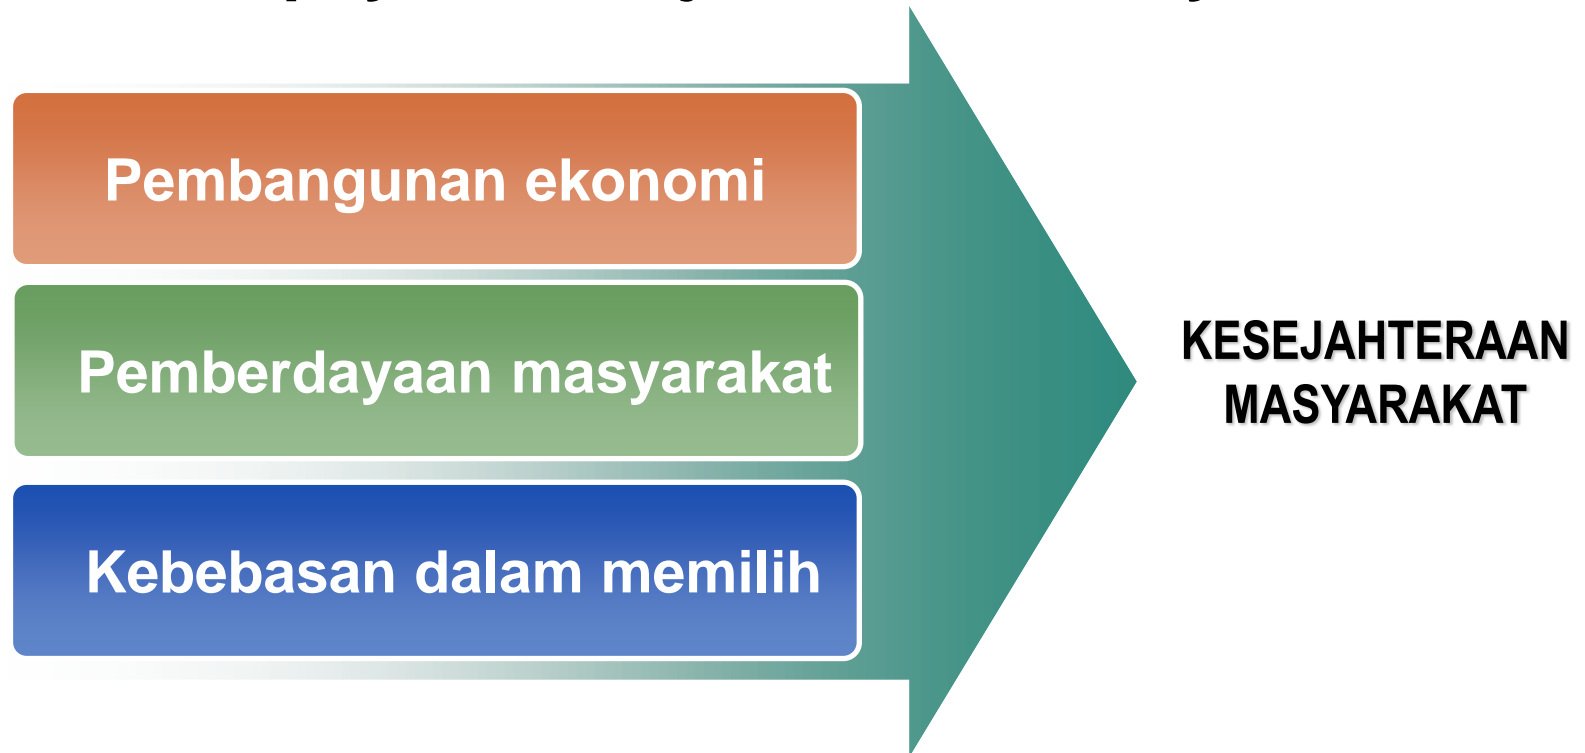 Pembangunan ekonomi
Pemberdayaan masyarakat
Kebebasan dalam memilih
KESEJAHTERAAN
MASYARAKAT